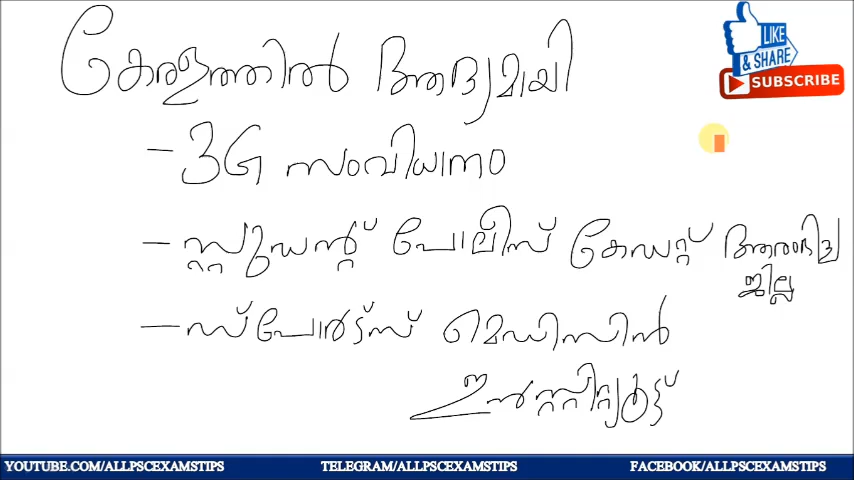 കേരളത്തിൽ ആദ്യമായി
- 3G സംവിധാനം
- സ്റ്റുഡന്റ് പോലീസ് കേഡറ്റ് ആരംഭിച്ച
ജില്ല
- സ്പോർട്സ് മെഡിസിൻ
ഇൻസ്റ്റിറ്റ്യൂട്ട്
LIKE
& SHARE
SUBSCRIBE
YOUTUBE.COM/ALLPSCEXAMSTIPS TELEGRAM/ALLPSCEXAMSTIPS FACEBOOK/ALLPSCEXAMSTIPS